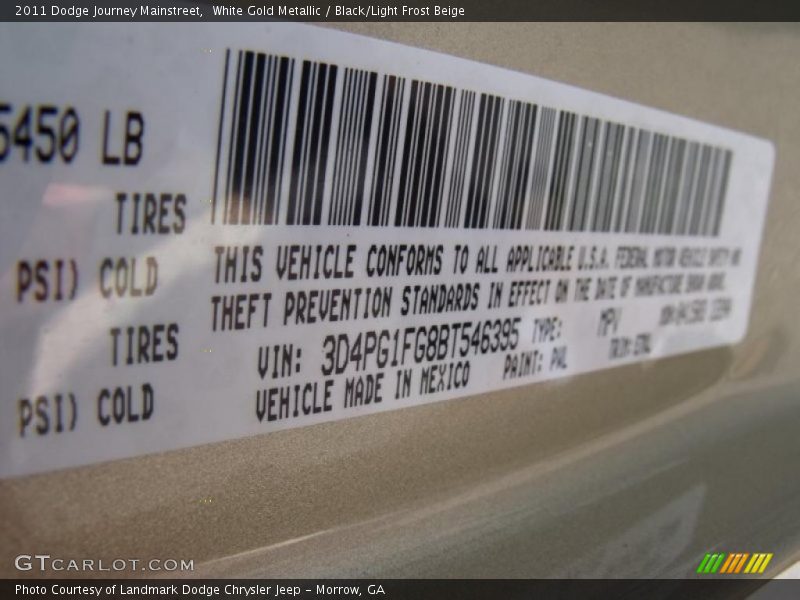 2011 Dodge Journey Mainstreet, White Gold Metallic / Black/Light Frost Beige
5450 LB
TIRES
PSI) COLD
TIRES
PSI) COLD
THIS VEHICLE CONFORMS TO ALL APPLICABLE U.S.A. FEDERAL MOTOR VEHICLE SAFETY AND
THEFT PREVENTION STANDARDS IN EFFECT ON THE DATE OF MANUFACTURE SHOWN ABOVE.
VIN: 3D4PG1FG8BT546395 TYPE: MPV
VEHICLE MADE IN MEXICO PAINT: PWL TRIM:
GTCARLOT.COM
Photo Courtesy of Landmark Dodge Chrysler Jeep - Morrow, GA